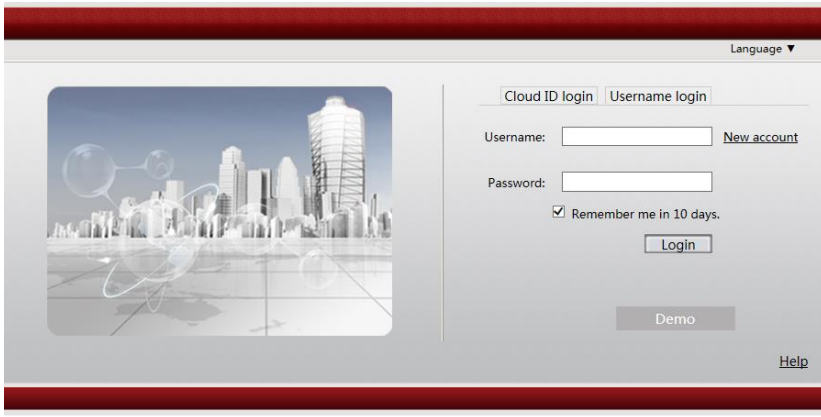 Language ▼
Cloud ID login Username login
Username: New account
Password:
Remember me in 10 days.
Login
Demo
Help